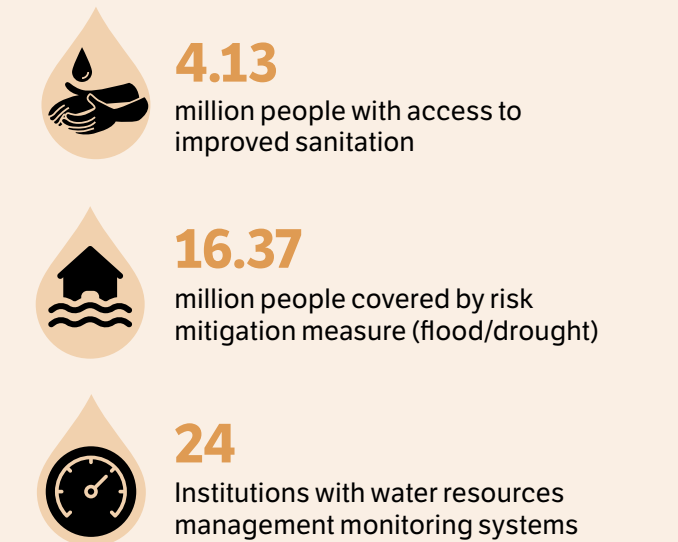 4.13
million people with access to
improved sanitation
16.37
million people covered by risk
mitigation measure (flood/drought)
24
Institutions with water resources
management monitoring systems